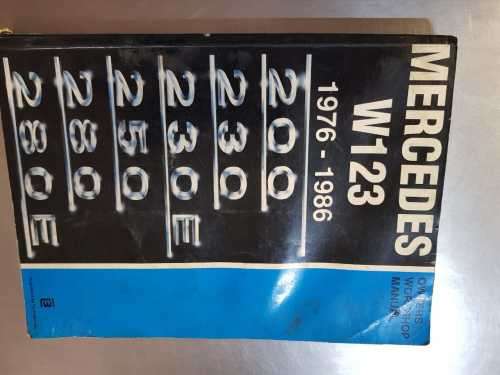 MERCEDES
W123
1976 - 1986
200
230
230E
250
280
280E
OWNERS
WORKSHOP
MANUAL